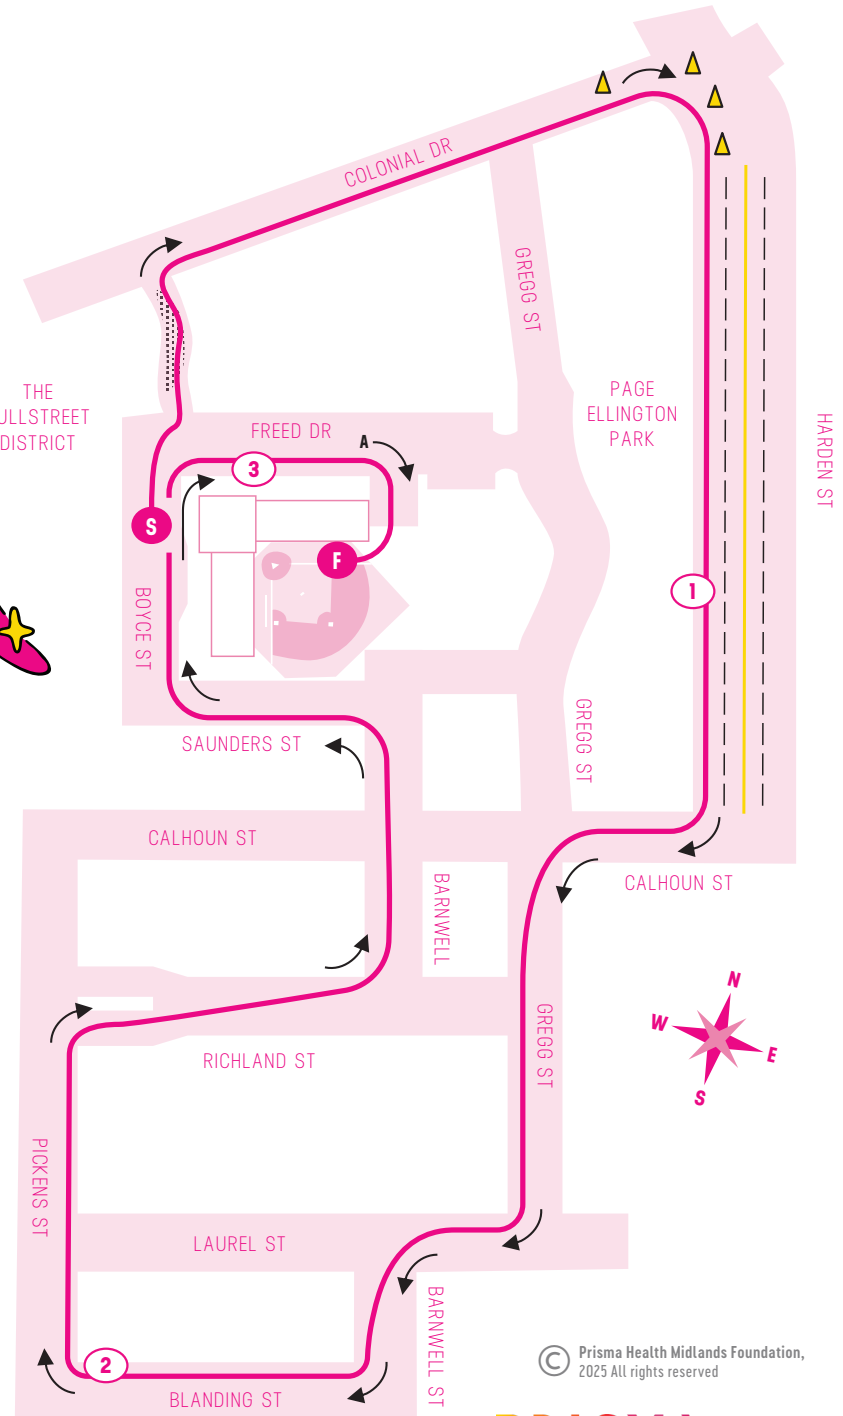 COLONIAL DR
GREGG ST
THE
ULLSTREET
DISTRICT
PAGE
ELLINGTON
PARK
FREED DR
A
3
HARDEN ST
S
F
1
BOYCE ST
SAUNDERS ST
GREGG ST
CALHOUN ST
BARNWELL
CALHOUN ST
N
W
E
S
GREGG ST
RICHLAND ST
PICKENS ST
LAUREL ST
BARNWELL ST
2
BLANDING ST
© Prisma Health Midlands Foundation,
2025 All rights reserved